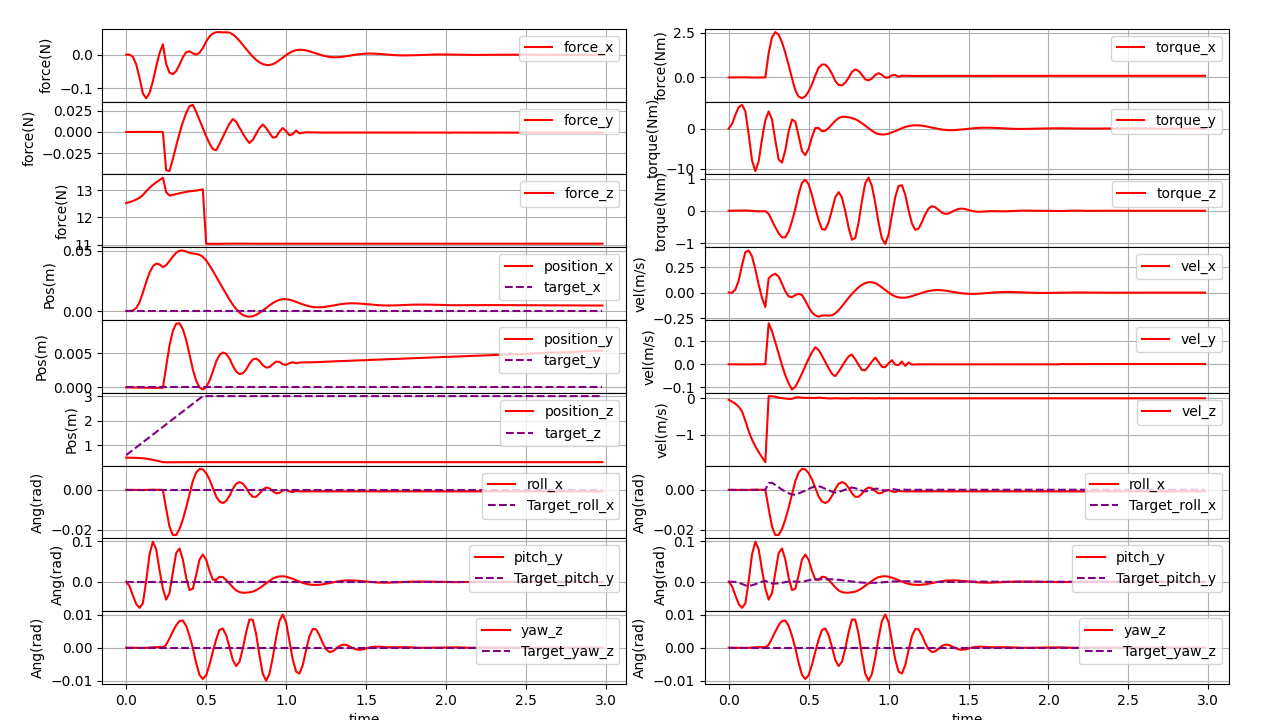 force(N)
0.0
−0.1
force_x
force(N)
0.025
0.000
−0.025
force_y
force(N)
13
12
11
force_z
Pos(m)
0.05
0.00
position_x
target_x
Pos(m)
0.005
0.000
position_y
target_y
Pos(m)
3
2
1
position_z
target_z
Ang(rad)
0.00
−0.02
roll_x
Target_roll_x
Ang(rad)
0.1
0.0
pitch_y
Target_pitch_y
Ang(rad)
0.01
0.00
−0.01
yaw_z
Target_yaw_z
0.0 0.5 1.0 1.5 2.0 2.5 3.0
time
force(Nm)
2.5
0.0
torque_x
torque(Nm)
0
−10
torque_y
torque(Nm)
1
0
−1
torque_z
vel(m/s)
0.25
0.00
−0.25
vel_x
vel(m/s)
0.1
0.0
−0.1
vel_y
vel(m/s)
0
−1
vel_z
Ang(rad)
0.00
−0.02
roll_x
Target_roll_x
Ang(rad)
0.1
0.0
pitch_y
Target_pitch_y
Ang(rad)
0.01
0.00
−0.01
yaw_z
Target_yaw_z
0.0 0.5 1.0 1.5 2.0 2.5 3.0
time